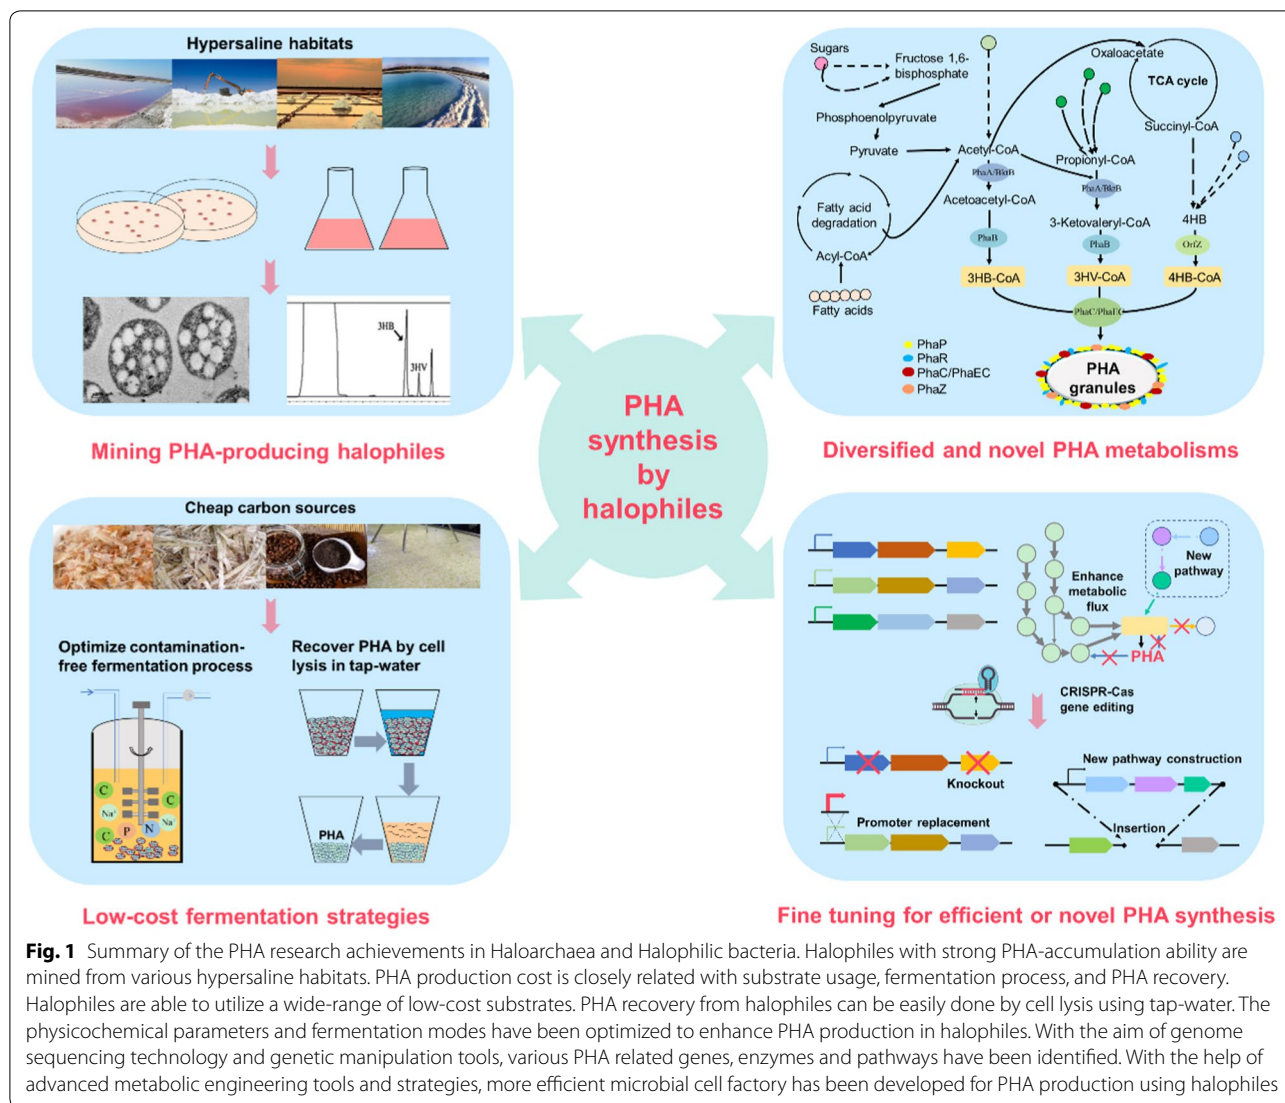 Hypersaline habitats
3HB
3HV
Mining PHA-producing halophiles
Sugars
Fructose 1,6-
bisphosphate
Phosphoenolpyruvate
Pyruvate
Acetyl-CoA
Oxaloacetate
TCA cycle
Succinyl-CoA
Propionyl-CoA
PhaA/BktB
PhaA/BktB
Fatty acid
degradation
Acyl-CoA
Fatty acids
Acetoacetyl-CoA
3-Ketovaleryl-CoA
4HB
PhaB
PhaB
OrfZ
3HB-CoA
3HV-CoA
4HB-CoA
PhaC/PhaEC
PhaP
PhaR
PhaC/PhaEC
PhaZ
PHA
granules
Diversified and novel PHA metabolisms
PHA
synthesis
by
halophiles
Cheap carbon sources
Optimize contamination-
free fermentation process
Recover PHA by cell
lysis in tap-water
C
C
Na+
Na+
C
P
N
PHA
Low-cost fermentation strategies
New
pathway
Enhance
metabolic
flux
PHA
CRISPR-Cas
gene editing
Knockout
New pathway construction
Promoter replacement
Insertion
Fine tuning for efficient or novel PHA synthesis
Fig. 1 Summary of the PHA research achievements in Haloarchaea and Halophilic bacteria. Halophiles with strong PHA-accumulation ability are
mined from various hypersaline habitats. PHA production cost is closely related with substrate usage, fermentation process, and PHA recovery.
Halophiles are able to utilize a wide-range of low-cost substrates. PHA recovery from halophiles can be easily done by cell lysis using tap-water. The
physicochemical parameters and fermentation modes have been optimized to enhance PHA production in halophiles. With the aim of genome
sequencing technology and genetic manipulation tools, various PHA related genes, enzymes and pathways have been identified. With the help of
advanced metabolic engineering tools and strategies, more efficient microbial cell factory has been developed for PHA production using halophiles